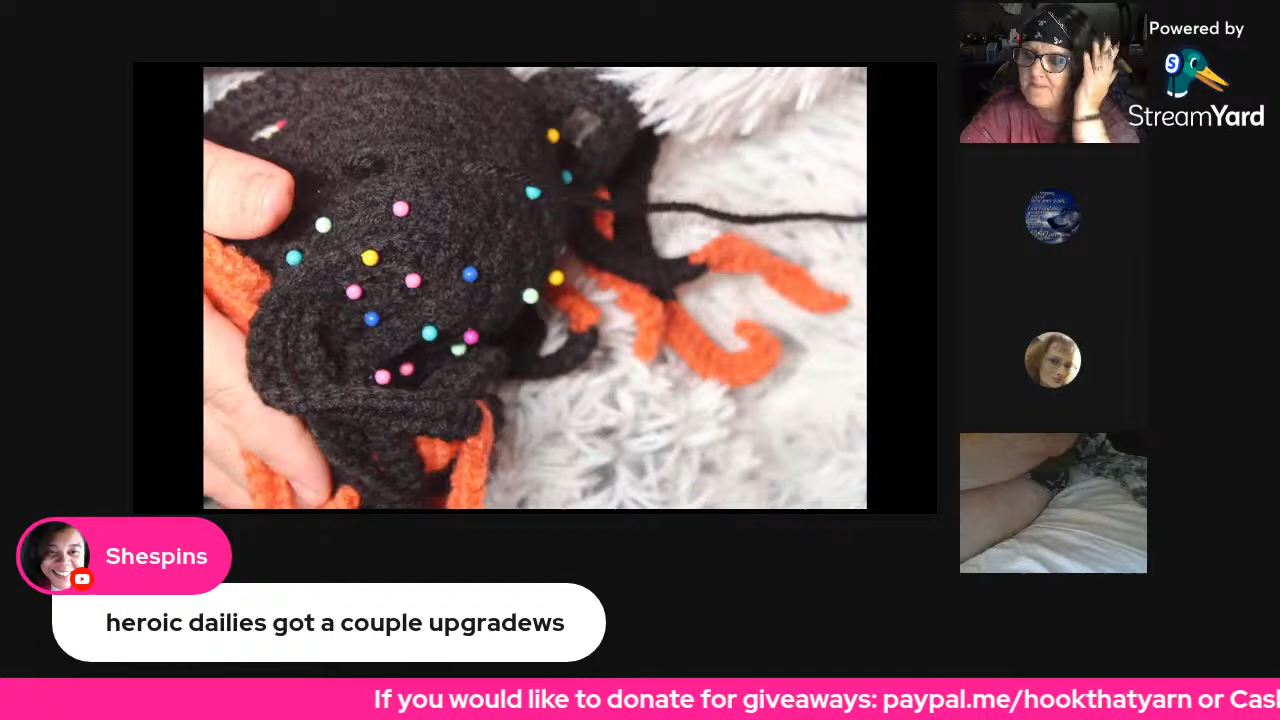 Powered by
StreamYard
Shespins
heroic dailies got a couple upgradews
If you would like to donate for giveaways: paypal.me/hookthatyarn or Cas